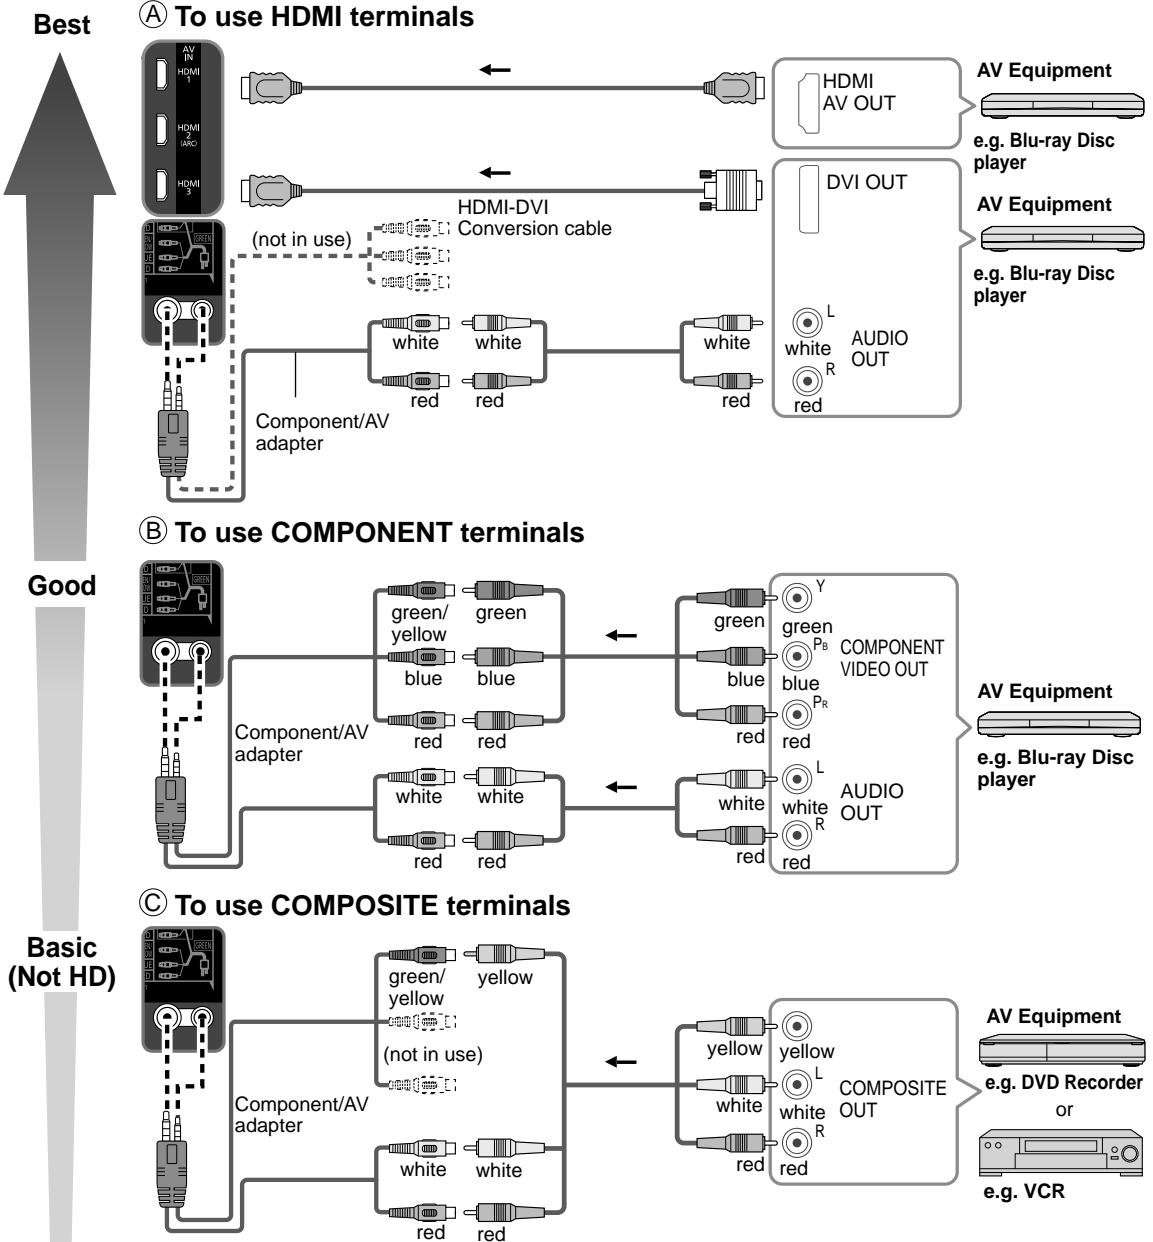 Best
Ⓐ To use HDMI terminals
AV
IN
HDMI
1
HDMI
2
(ARC)
HDMI
3
HDMI
AV OUT
AV Equipment
e.g. Blu-ray Disc
player
HDMI-DVI
Conversion cable
DVI OUT
AV Equipment
e.g. Blu-ray Disc
player
GREEN
(not in use)
white
white
white
L
white
AUDIO
OUT
R
red
red
red
red
Component/AV
adapter
Ⓑ To use COMPONENT terminals
Good
GREEN
green/
yellow
green
green
Y
green
COMPONENT
VIDEO OUT
blue
blue
blue
PB
blue
red
red
red
PR
red
Component/AV
adapter
AV Equipment
e.g. Blu-ray Disc
player
white
white
white
L
white
AUDIO
OUT
red
red
red
R
red
Ⓒ To use COMPOSITE terminals
Basic
(Not HD)
GREEN
green/
yellow
yellow
(not in use)
yellow
yellow
white
L
white
COMPOSITE
OUT
red
R
red
Component/AV
adapter
white
white
red
red
AV Equipment
e.g. DVD Recorder
or
e.g. VCR